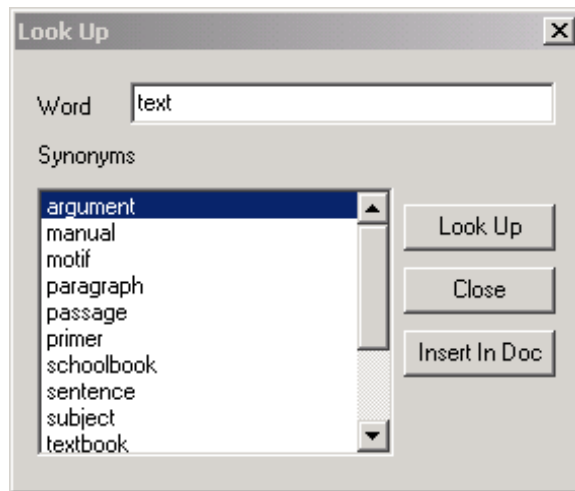 Look Up
Word text
Synonyms
argument
manual
motif
paragraph
passage
primer
schoolbook
sentence
subject
textbook
Look Up
Close
Insert In Doc